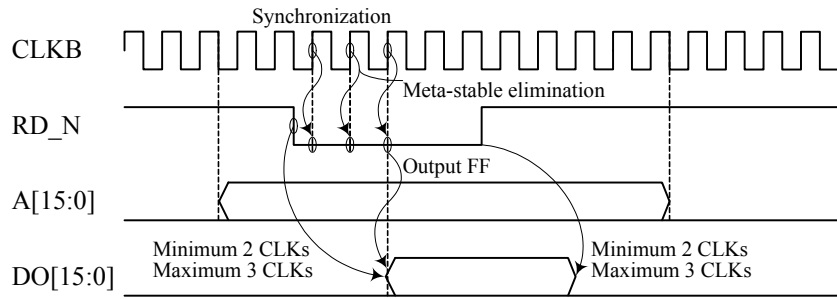 Synchronization
CLKB
Meta-stable elimination
RD_N
Output FF
A[15:0]
Minimum 2 CLKs
Maximum 3 CLKs
Minimum 2 CLKs
Maximum 3 CLKs
DO[15:0]